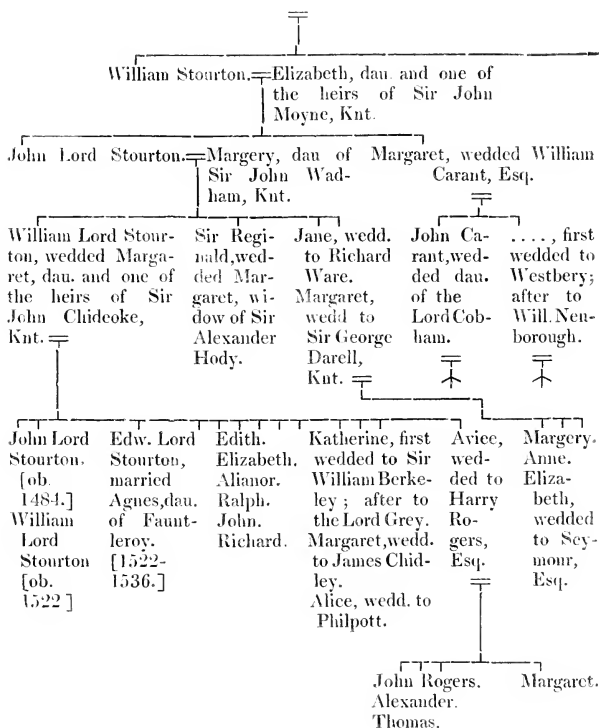 William Stourton.
Elizabeth, dau. and one of
the heirs of Sir John
Moyne, Knt.
John Lord Stourton.
Margery, dau of
Sir John Wad-
ham, Knt.
Margaret, wedded William
Carant, Esq.
William Lord Stour-
ton, wedded Marga-
ret, dau. and one of
the heirs of Sir
John Chideoke,
Knt.
Sir Regi-
nald, wed-
ded Mar-
garet, wi-
dow of Sir
Alexander
Hody.
Jane, wedd.
to Richard
Ware.
Margaret,
wedd to
Sir George
Darell,
Knt.
John Ca-
rant, wed-
ded dau.
of the
Lord Cob-
ham.
...., first
wedded to
Westbery;
after to
Will. Neu-
borough.
John Lord
Stourton.
[ob.
1484.]
William
Lord
Stourton
[ob.
1522]
Edw. Lord
Stourton,
married
Agnes, dau.
of Faunt-
leroy.
[1522-
1536.]
Edith.
Elizabeth.
Alianor.
Ralph.
John.
Richard.
Katherine, first
wedded to Sir
William Berke-
ley; after to
the Lord Grey.
Margaret, wedd.
to James Chid-
ley.
Alice, wedd. to
Philpott.
Avice,
wed-
ded to
Harry
Ro-
gers,
Esq.
Margery.
Anne.
Eliza-
beth,
wedded
to Sey-
mour,
Esq.
John Rogers.
Alexander.
Thomas.
Margaret.